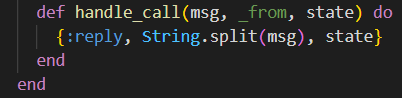 def handle_call(msg, _from, state) do
{:reply, String.split(msg), state}
end
end